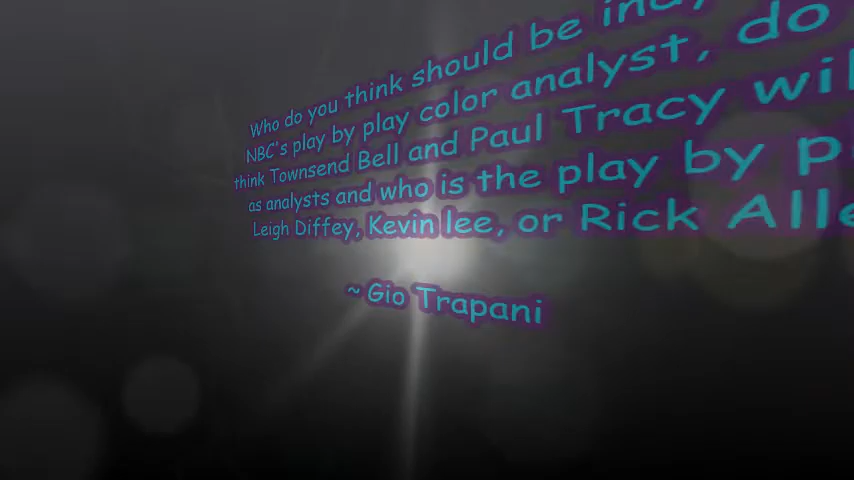 Who do you think should be indy
NBC's play by play color analyst, do
think Townsend Bell and Paul Tracy wil
as analysts and who is the play by p
Leigh Diffey, Kevin lee, or Rick Alle
~ Gio Trapani